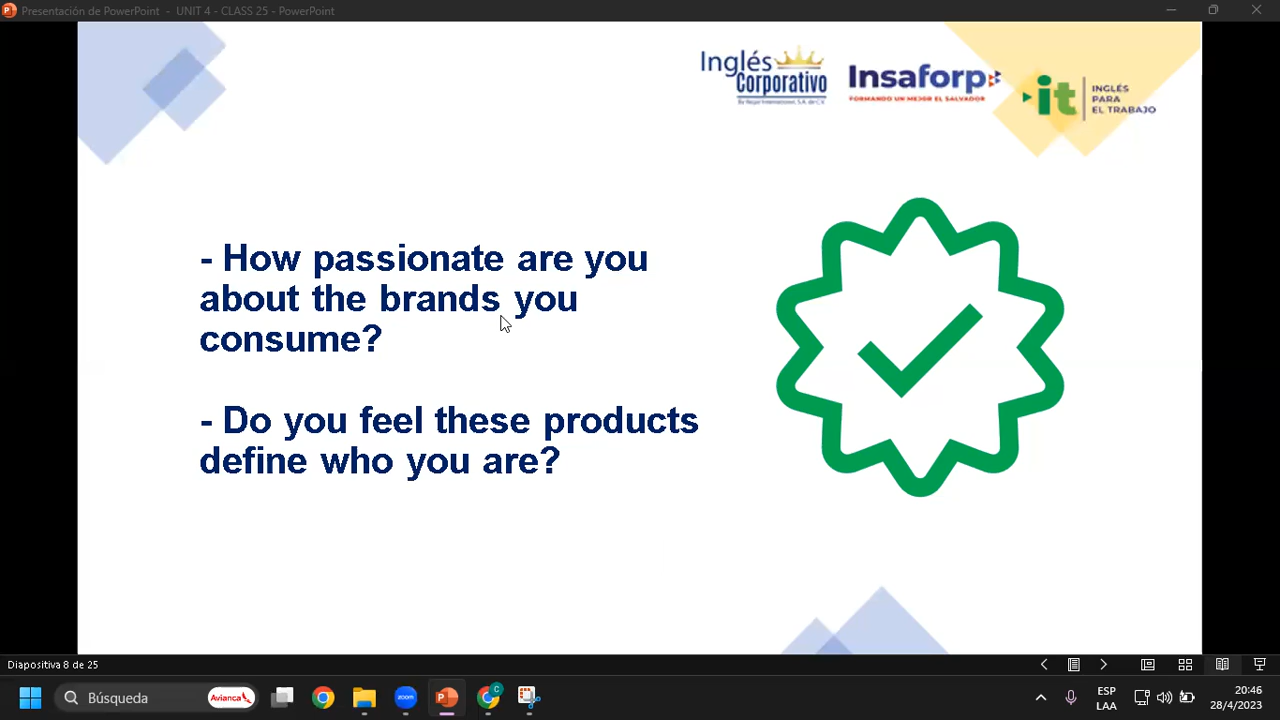 Presentación de PowerPoint - UNIT 4 - CLASS 25 - PowerPoint
Inglés
Corporativo
Insaforp
FORMANDO UN MEJOR EL SALVADOR
it
INGLÉS
PARA
EL TRABAJO
- How passionate are you
about the brands you
consume?
- Do you feel these products
define who you are?
Diapositiva 8 de 25
Búsqueda
Avianca
zoom
C
ESP
LAA
20:46
28/4/2023